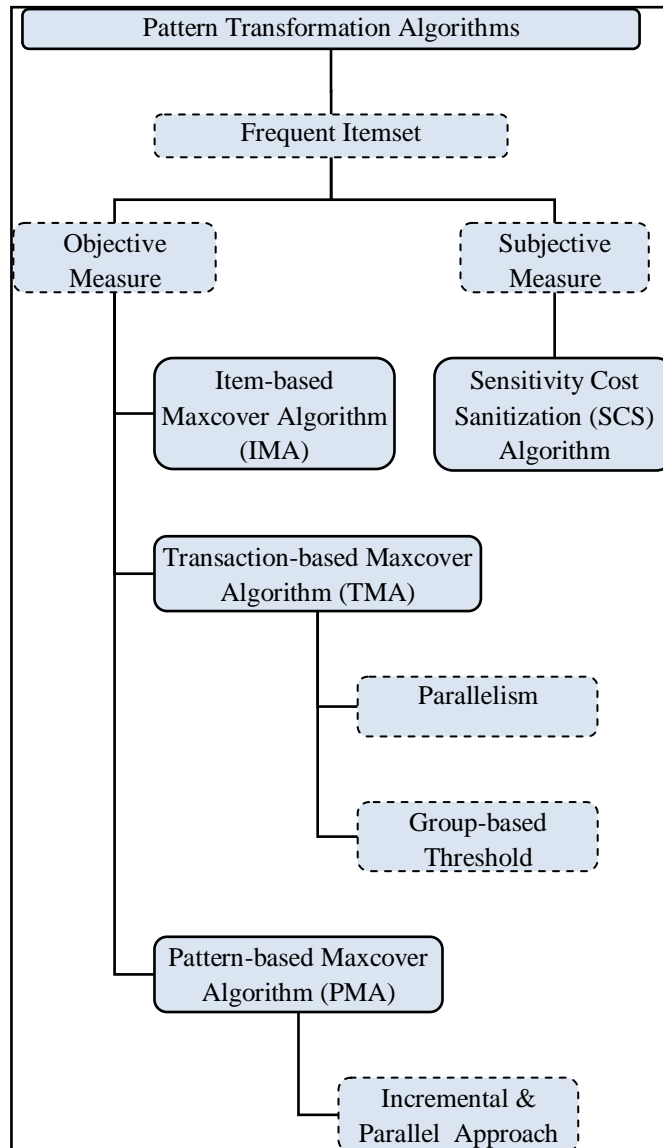 Pattern Transformation Algorithms
Frequent Itemset
Objective
Measure
Subjective
Measure
Item-based
Maxcover Algorithm
(IMA)
Sensitivity Cost
Sanitization (SCS)
Algorithm
Transaction-based Maxcover
Algorithm (TMA)
Parallelism
Group-based
Threshold
Pattern-based Maxcover
Algorithm (PMA)
Incremental &
Parallel Approach